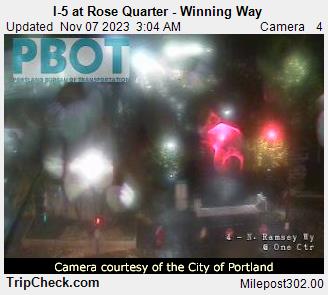 I-5 at Rose Quarter - Winning Way
Updated Nov 07 2023 3:04 AM Camera 4
PBOT
PORTLAND BUREAU OF TRANSPORTATION
4 - N. Ramsey Wy
@ One Ctr
Camera courtesy of the City of Portland
TripCheck.com Milepost302.00